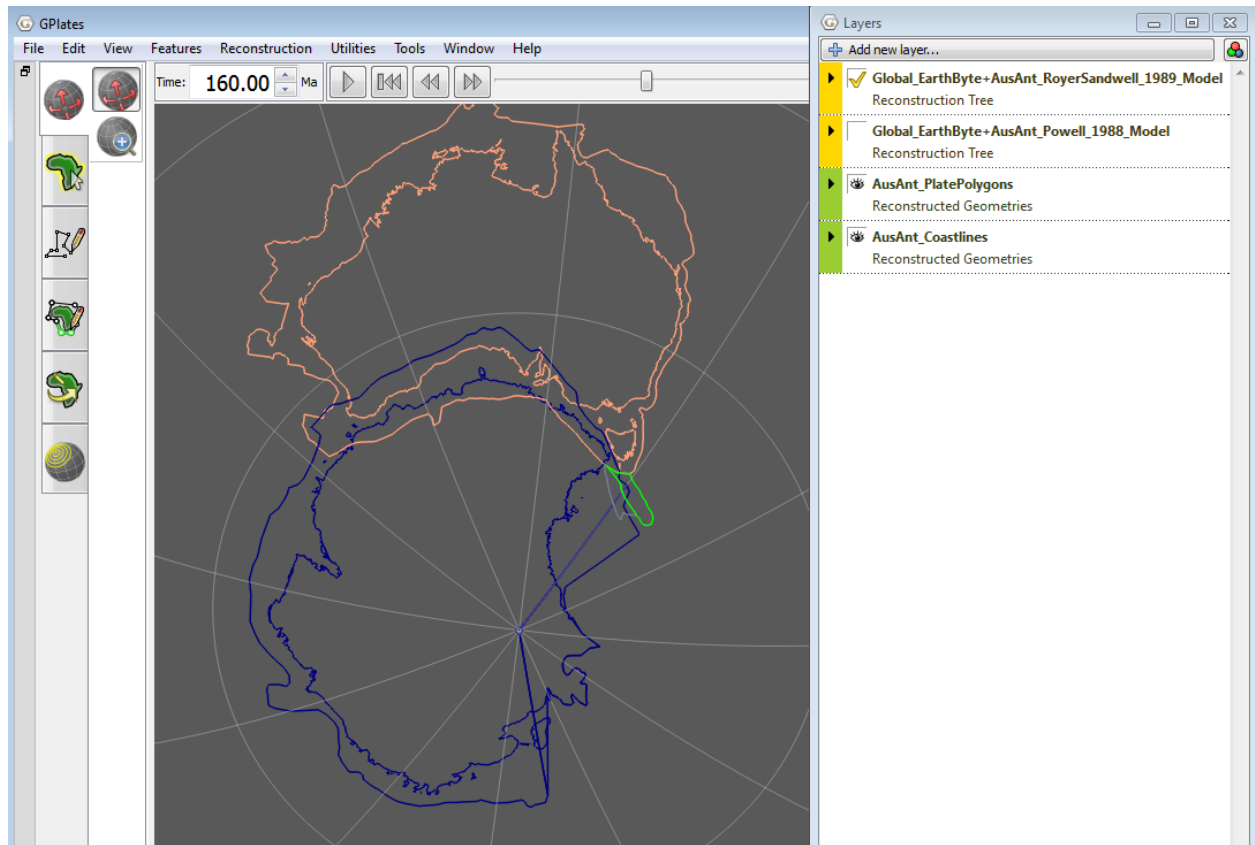 GPlates
File Edit View Features Reconstruction Utilities Tools Window Help
Time: 160.00 Ma
Layers
Add new layer...
Global_EarthByte+AusAnt_RoyerSandwell_1989_Model
Reconstruction Tree
Global_EarthByte+AusAnt_Powell_1988_Model
Reconstruction Tree
AusAnt_PlatePolygons
Reconstructed Geometries
AusAnt_Coastlines
Reconstructed Geometries